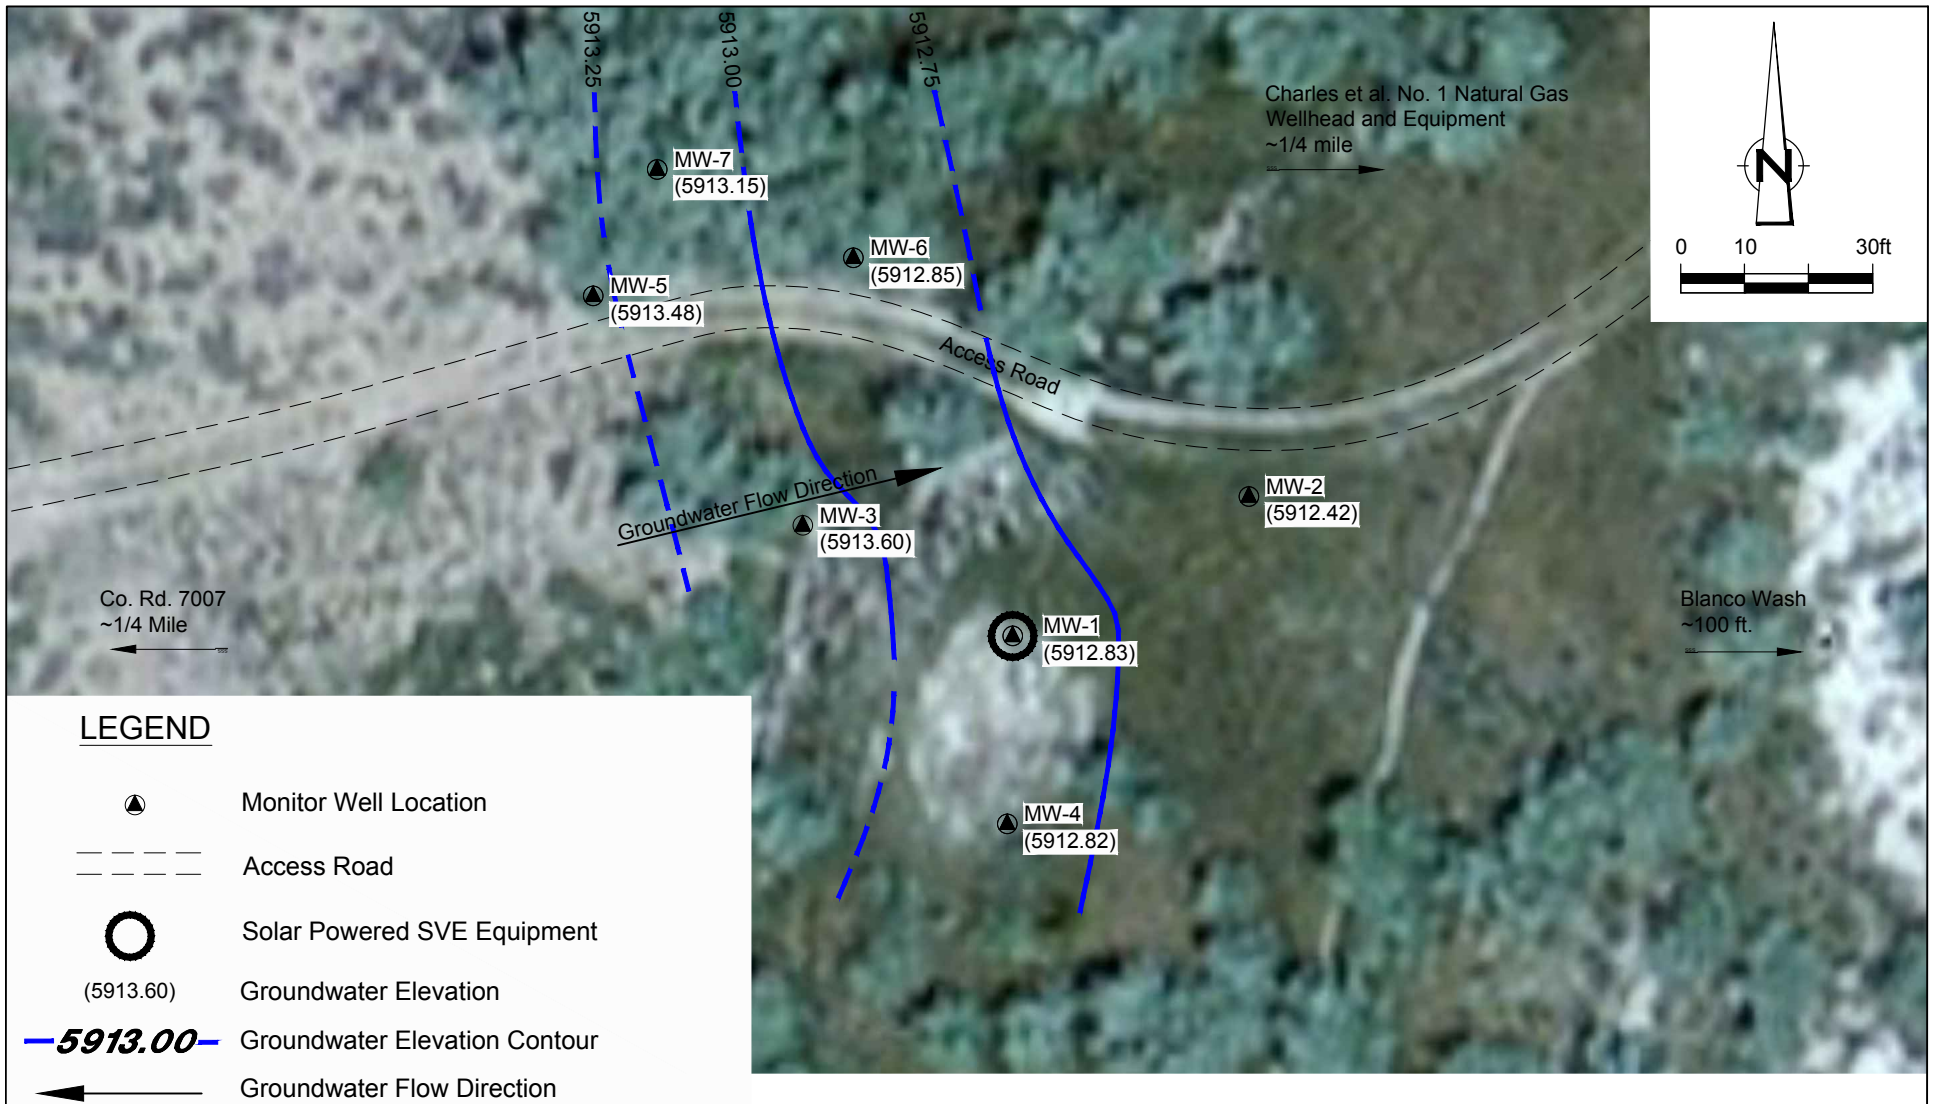 5913.25
5913.00
5912.75
Charles et al. No. 1 Natural Gas
Wellhead and Equipment
~1/4 mile
N
0 10 30ft
MW-7
(5913.15)
MW-6
(5912.85)
MW-5
(5913.48)
Access Road
Groundwater Flow Direction
MW-3
(5913.60)
MW-2
(5912.42)
Co. Rd. 7007
~1/4 Mile
MW-1
(5912.83)
Blanco Wash
~100 ft.
MW-4
(5912.82)
LEGEND
Monitor Well Location
Access Road
Solar Powered SVE Equipment
(5913.60) Groundwater Elevation
5913.00 Groundwater Elevation Contour
Groundwater Flow Direction